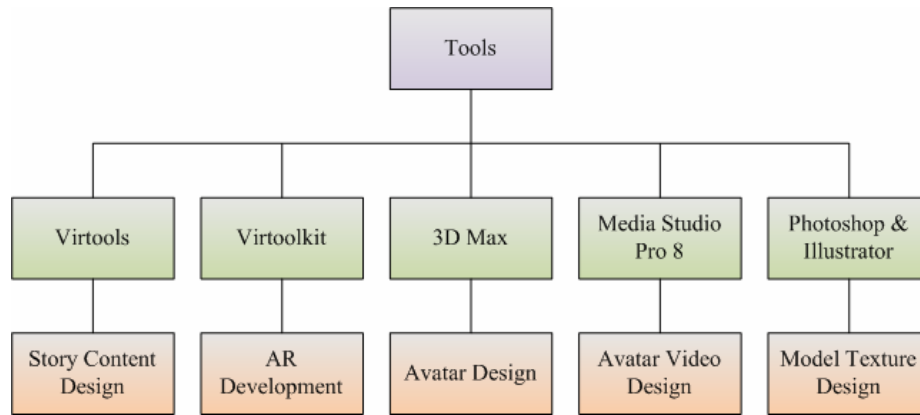 Tools
Virtools
Virtoolkit
3D Max
Media Studio
Pro 8
Photoshop &
Illustrator
Story Content
Design
AR
Development
Avatar Design
Avatar Video
Design
Model Texture
Design